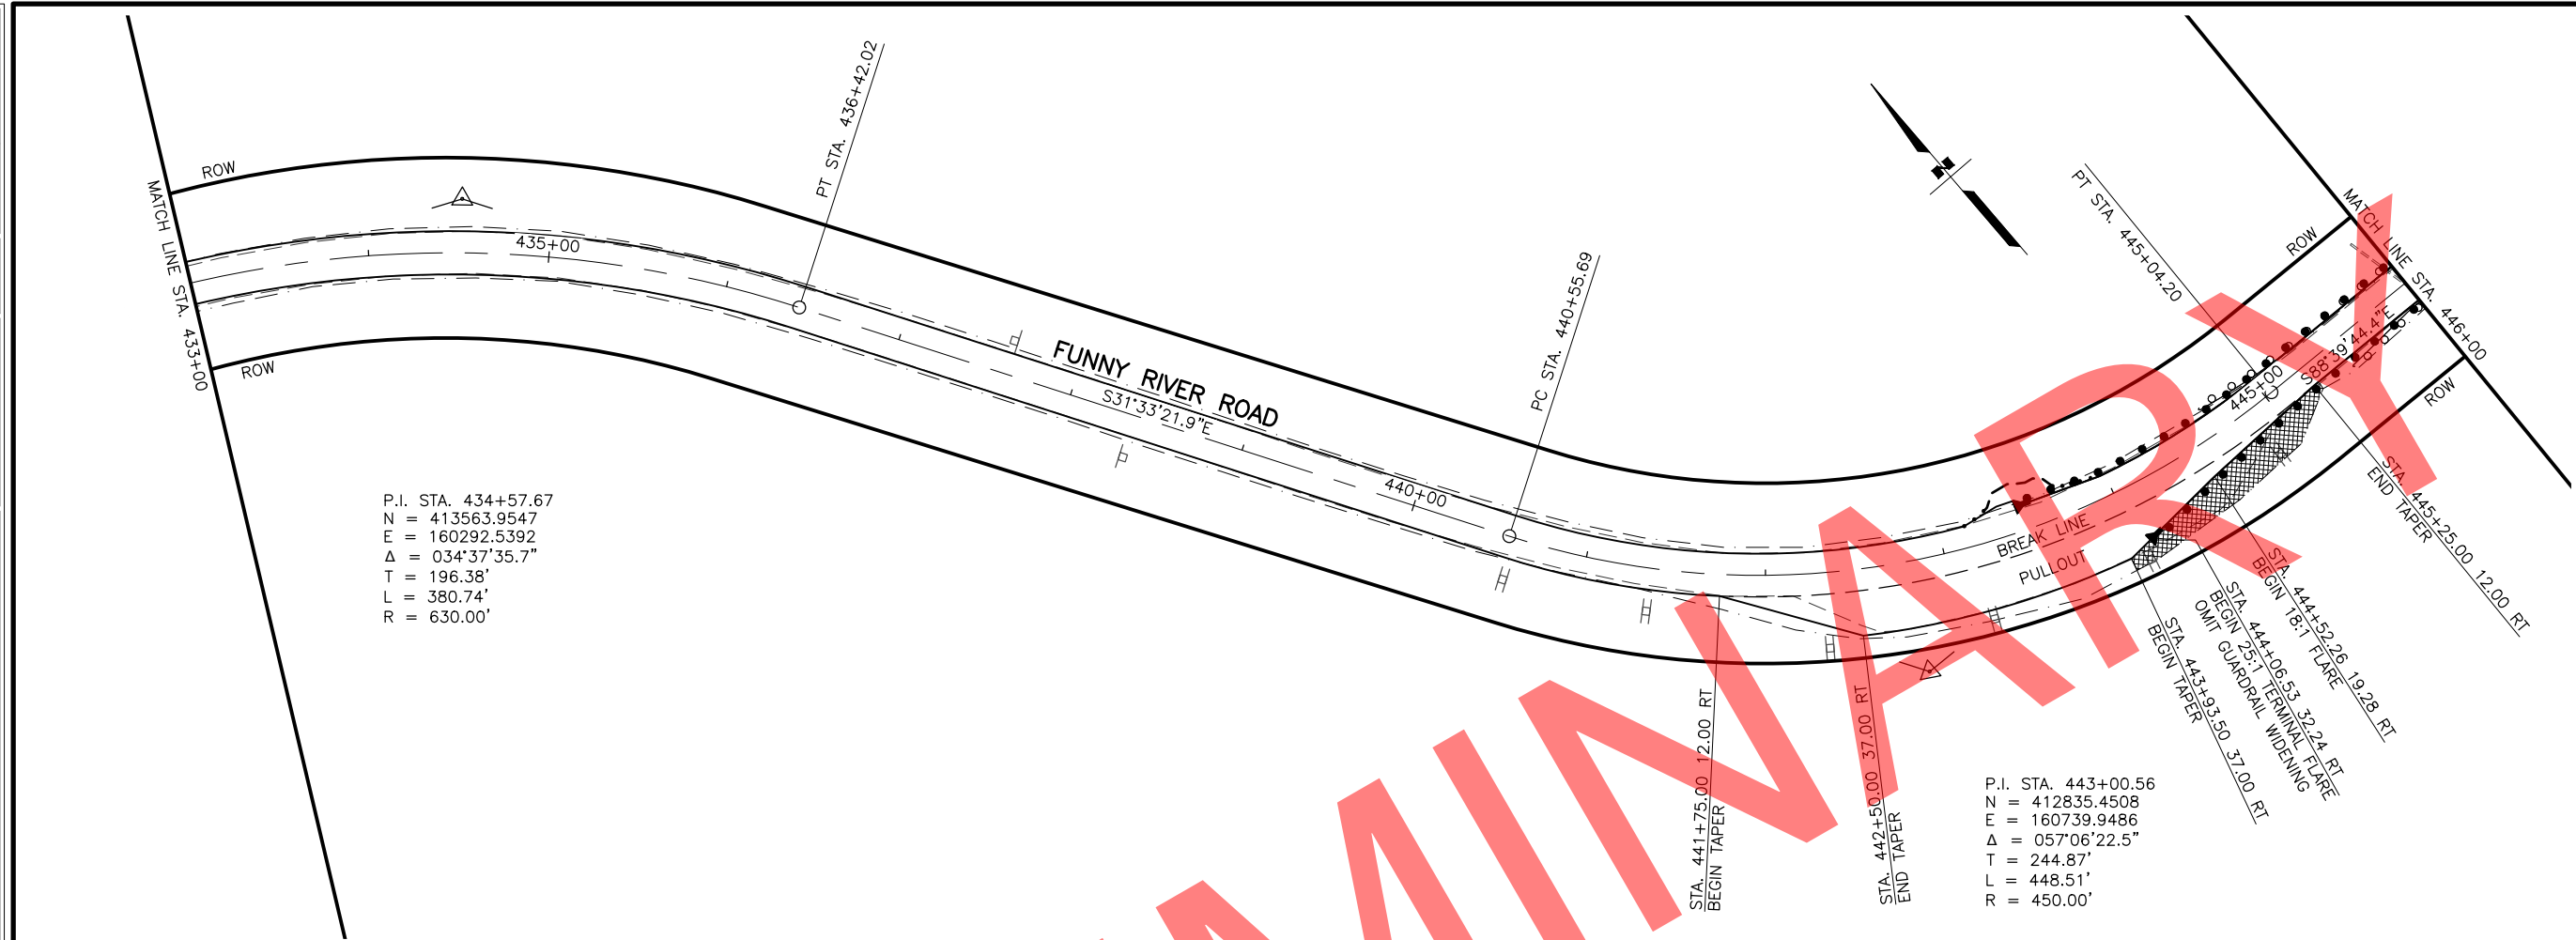 ROW
MATCH LINE STA. 433+00
ROW
435+00
PT STA. 436+42.02
FUNNY RIVER ROAD
S31°33'21.9"E
440+00
PC STA. 440+55.69
N
PT STA. 445+04.20
ROW
MATCH LINE STA. 446+00
S88°39'44.4"E
445+00
ROW
BREAK LINE
PULLOUT
P.I. STA. 434+57.67
N = 413563.9547
E = 160292.5392
Δ = 034°37'35.7"
T = 196.38'
L = 380.74'
R = 630.00'
STA. 441+75.00 12.00 RT
BEGIN TAPER
STA. 442+50.00 37.00 RT
END TAPER
STA. 443+93.50 37.00 RT
BEGIN TAPER
STA. 444+06.53 32.24 RT
BEGIN 25:1 TERMINAL FLARE
OMIT GUARDRAIL WIDENING
STA. 444+52.26 19.28 RT
BEGIN 18:1 FLARE
STA. 445+25.00 12.00 RT
END TAPER
P.I. STA. 443+00.56
N = 412835.4508
E = 160739.9486
Δ = 057°06'22.5"
T = 244.87'
L = 448.51'
R = 450.00'
MINARY